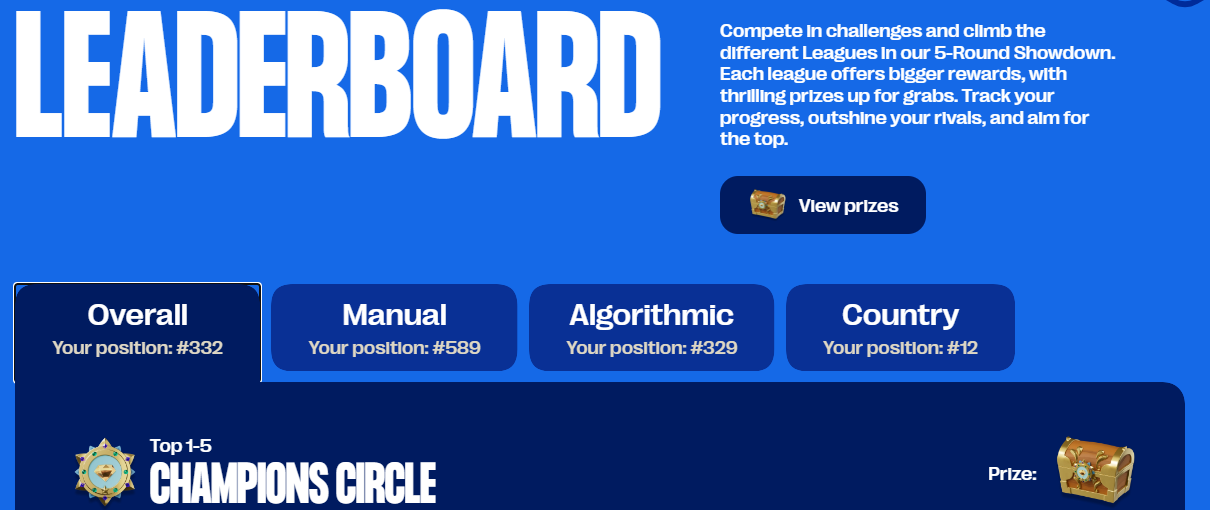 LEADERBOARD
Compete in challenges and climb the
different Leagues in our 5-Round Showdown.
Each league offers bigger rewards, with
thrilling prizes up for grabs. Track your
progress, outshine your rivals, and aim for
the top.
View prizes
Overall
Your position: #332
Manual
Your position: #589
Algorithmic
Your position: #329
Country
Your position: #12
Top 1-5
CHAMPIONS CIRCLE
Prize: